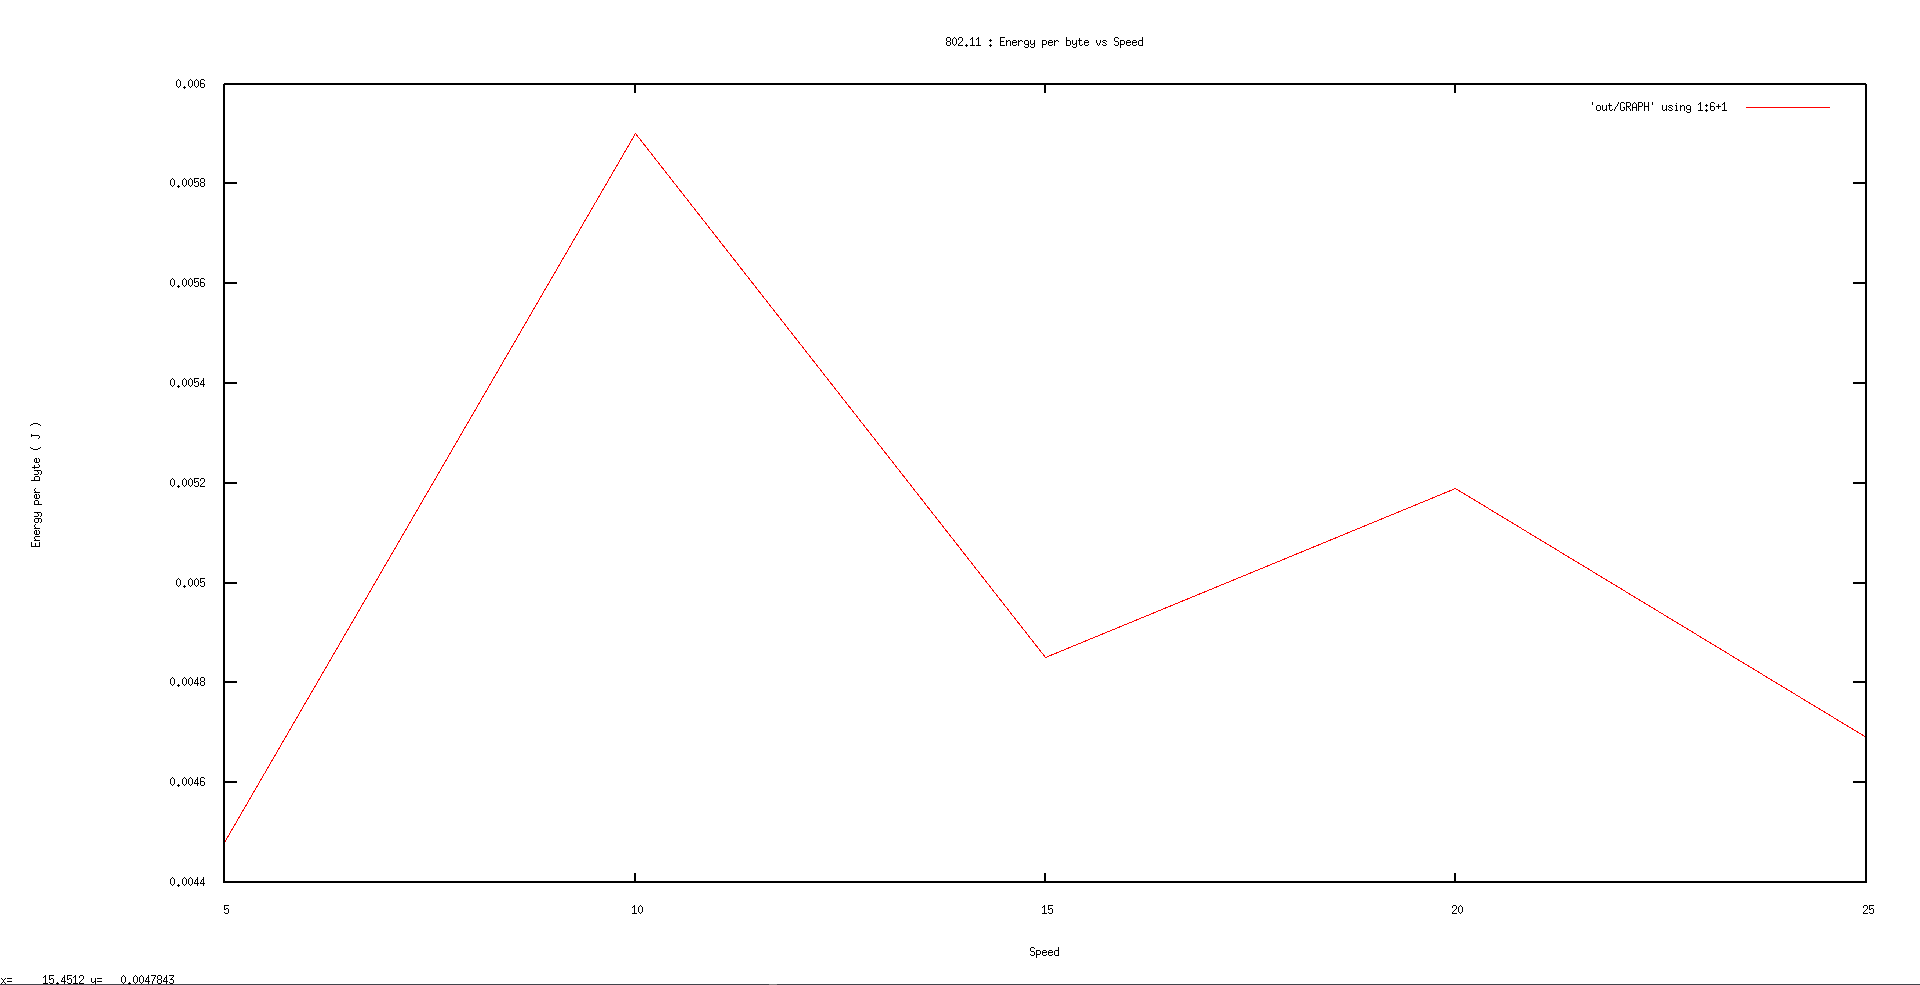 802.11 : Energy per byte vs Speed
'out/GRAPH' using 1:6+1
0.006
0.0058
0.0056
0.0054
0.0052
0.005
0.0048
0.0046
0.0044
Energy per byte ( J )
5 10 15 20 25
Speed
x= 15.4512 y= 0.0047843